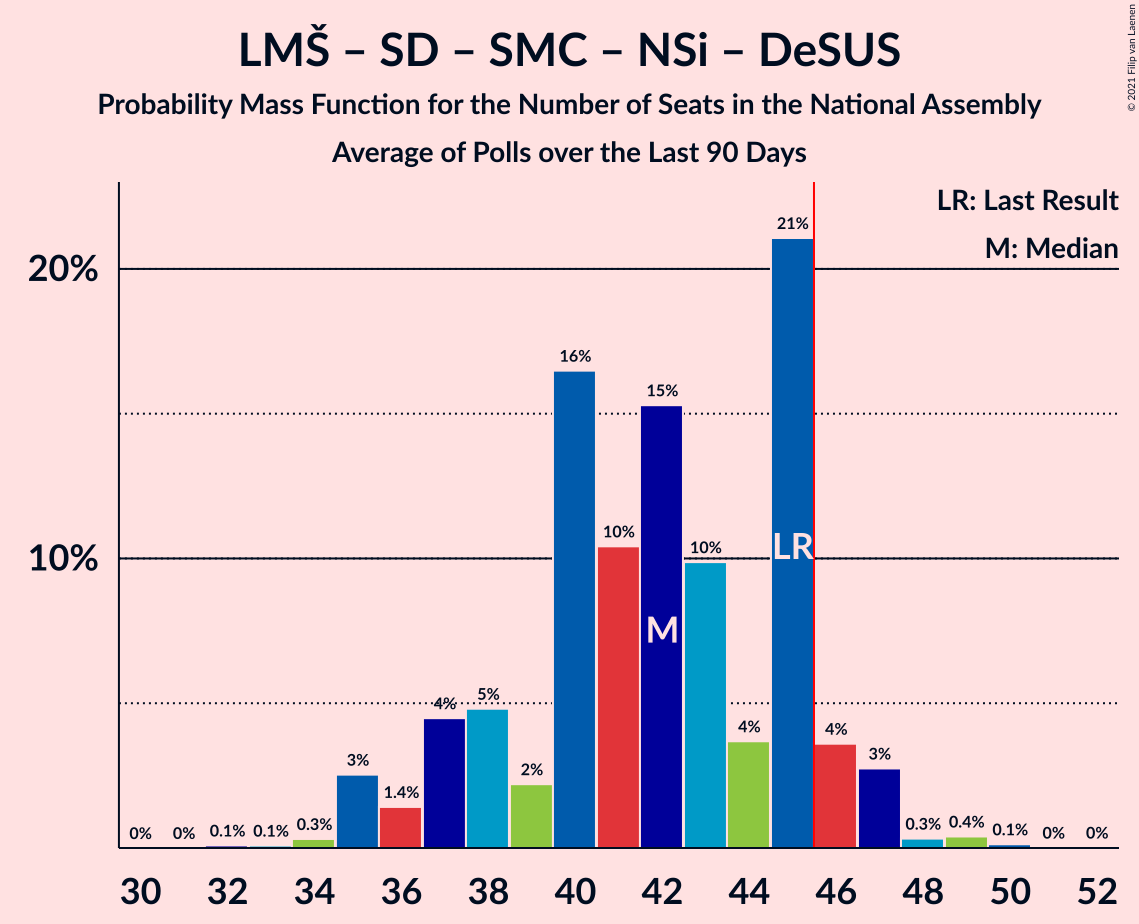 LMŠ – SD – SMC – NSi – DeSUS
Probability Mass Function for the Number of Seats in the National Assembly
Average of Polls over the Last 90 Days
© 2021 Filip van Laenen
LR: Last Result
M: Median
20%
10%
0%
0%
0.1%
0.1%
0.3%
3%
1.4%
4%
5%
2%
16%
10%
15%
10%
4%
21%
4%
3%
0.3%
0.4%
0.1%
0%
0%
M
LR
30 32 34 36 38 40 42 44 46 48 50 52